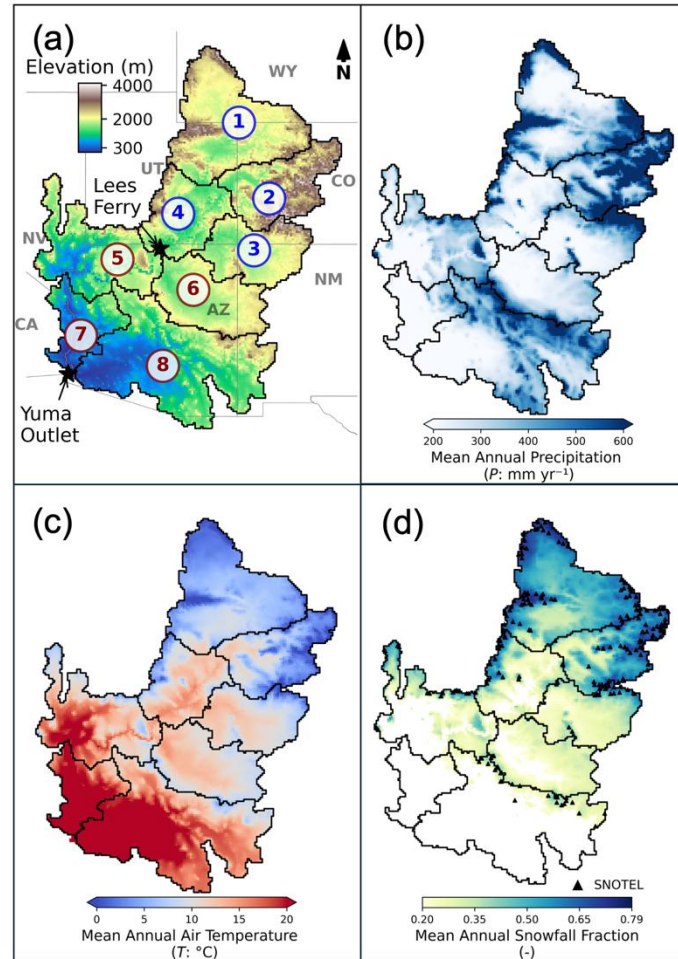 (a)
Elevation (m)
4000
2000
300
N
WY
UT
CO
NV
NM
AZ
CA
Lees
Ferry
1
2
3
4
5
6
7
8
Yuma
Outlet
(b)
200 300 400 500 600
Mean Annual Precipitation
(P: mm yr⁻¹)
(c)
0 5 10 15 20
Mean Annual Air Temperature
(T: °C)
(d)
SNOTEL
0.20 0.35 0.50 0.65 0.79
Mean Annual Snowfall Fraction
(-)